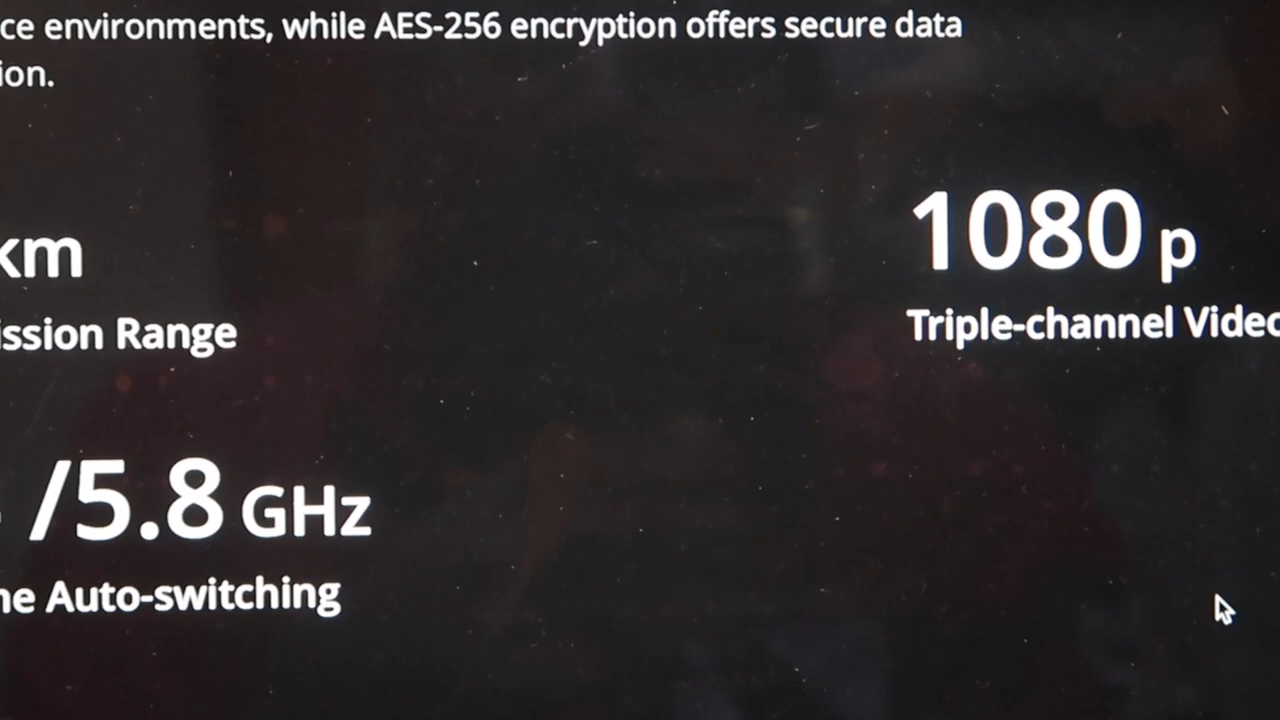 ce environments, while AES-256 encryption offers secure data
ion.
km
1080 p
ission Range
Triple-channel Video
/5.8 GHz
ne Auto-switching